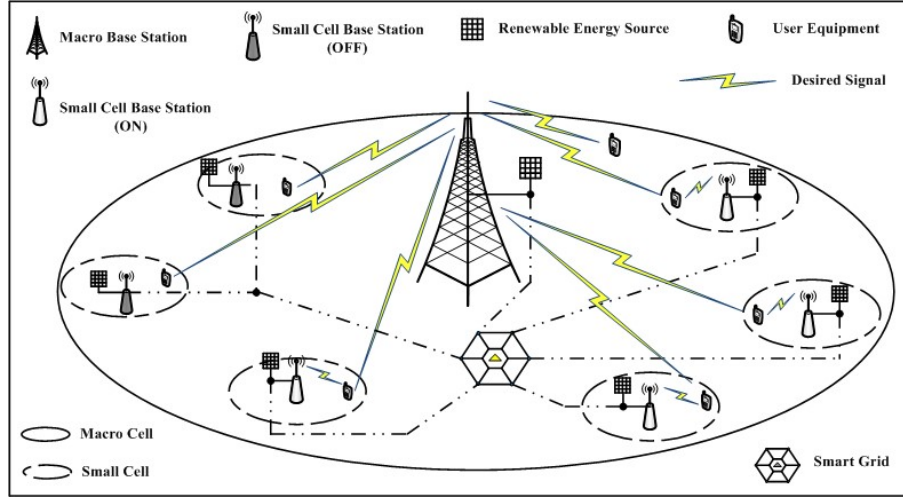 Macro Base Station
Small Cell Base Station
(OFF)
Renewable Energy Source
User Equipment
Small Cell Base Station
(ON)
Desired Signal
Macro Cell
Small Cell
Smart Grid